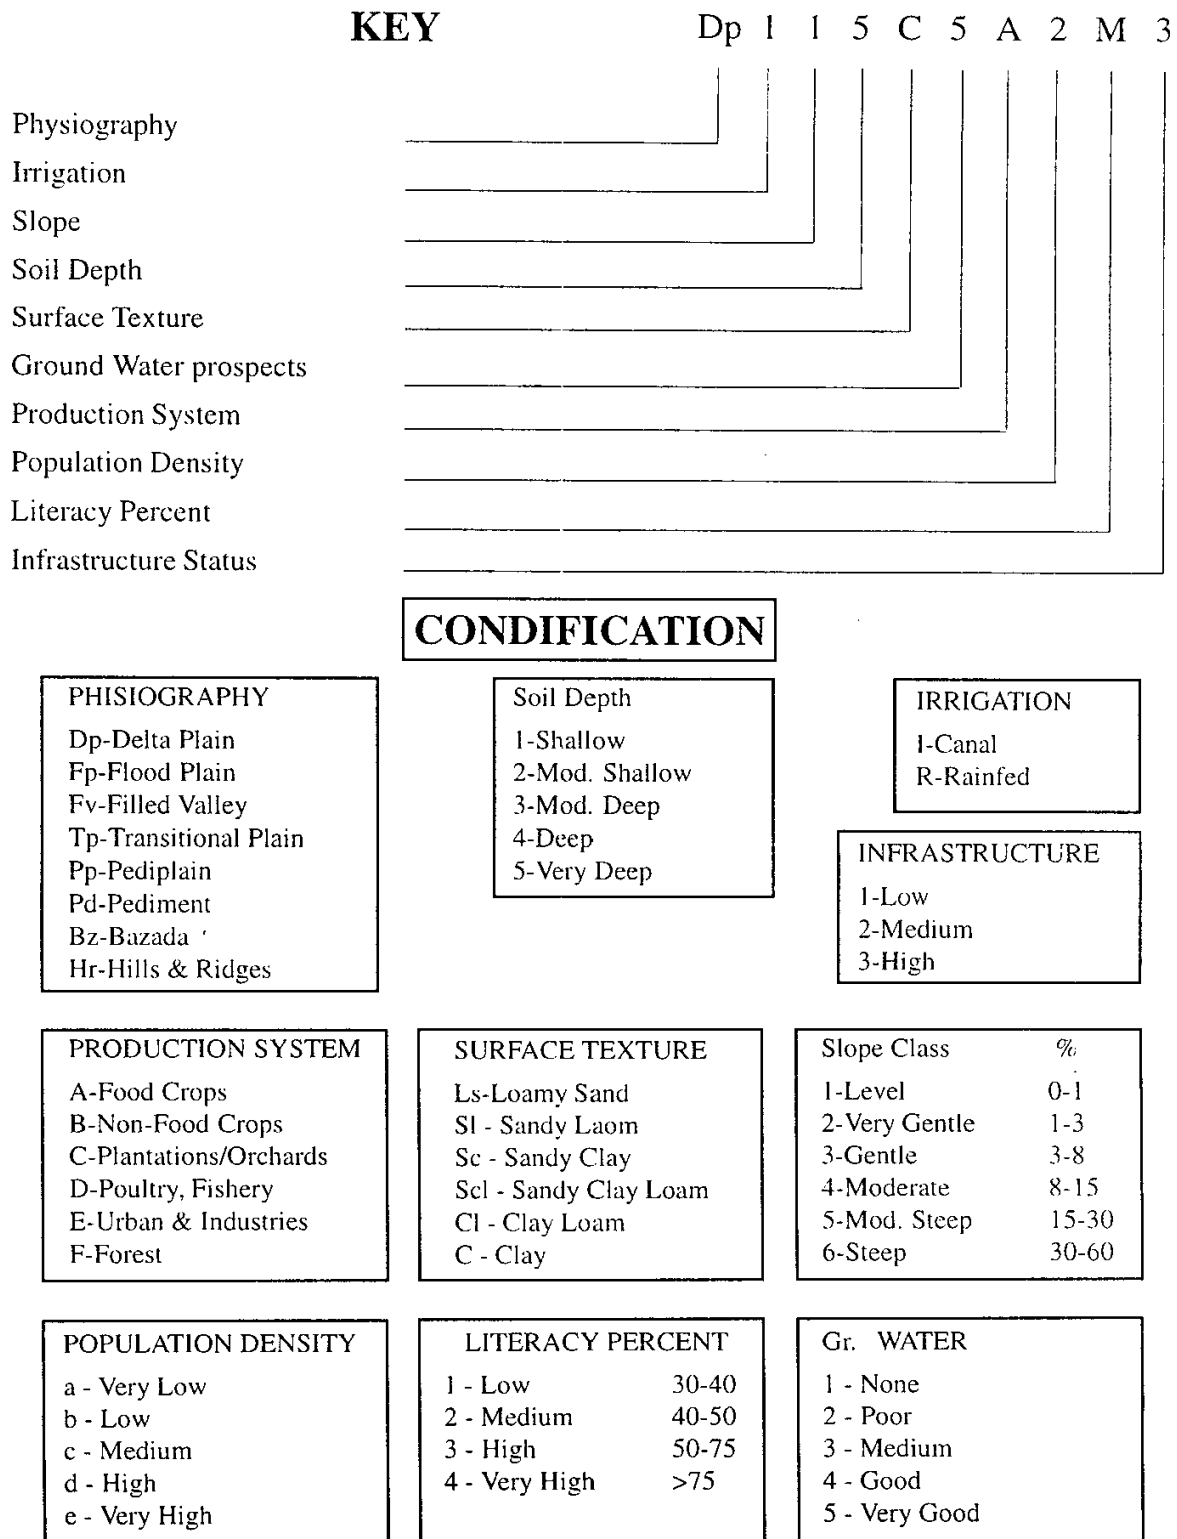 KEY Dp 1 1 5 C 5 A 2 M 3
Physiography
Irrigation
Slope
Soil Depth
Surface Texture
Ground Water prospects
Production System
Population Density
Literacy Percent
Infrastructure Status
CONDIFICATION
PHISIOGRAPHY
Dp-Delta Plain
Fp-Flood Plain
Fv-Filled Valley
Tp-Transitional Plain
Pp-Pediplain
Pd-Pediment
Bz-Bazada
Hr-Hills & Ridges
Soil Depth
1-Shallow
2-Mod. Shallow
3-Mod. Deep
4-Deep
5-Very Deep
IRRIGATION
I-Canal
R-Rainfed
INFRASTRUCTURE
1-Low
2-Medium
3-High
PRODUCTION SYSTEM
A-Food Crops
B-Non-Food Crops
C-Plantations/Orchards
D-Poultry, Fishery
E-Urban & Industries
F-Forest
SURFACE TEXTURE
Ls-Loamy Sand
Sl - Sandy Laom
Sc - Sandy Clay
Scl - Sandy Clay Loam
Cl - Clay Loam
C - Clay
Slope Class %
1-Level 0-1
2-Very Gentle 1-3
3-Gentle 3-8
4-Moderate 8-15
5-Mod. Steep 15-30
6-Steep 30-60
POPULATION DENSITY
a - Very Low
b - Low
c - Medium
d - High
e - Very High
LITERACY PERCENT
1 - Low 30-40
2 - Medium 40-50
3 - High 50-75
4 - Very High >75
Gr. WATER
1 - None
2 - Poor
3 - Medium
4 - Good
5 - Very Good